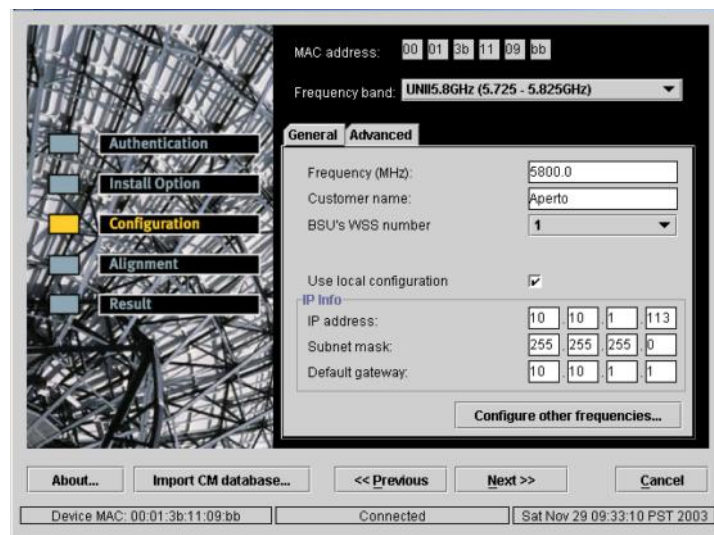 MAC address: 00 01 3b 11 09 bb
Frequency band: UNII5.8GHz (5.725 - 5.825GHz)
Authentication
Install Option
Configuration
Alignment
Result
General Advanced
Frequency (MHz): 5800.0
Customer name: Aperto
BSU's WSS number 1
Use local configuration
IP Info
IP address: 10 . 10 . 1 . 113
Subnet mask: 255 . 255 . 255 . 0
Default gateway: 10 . 10 . 1 . 1
Configure other frequencies...
About... Import CM database... << Previous Next >> Cancel
Device MAC: 00:01:3b:11:09:bb Connected Sat Nov 29 09:33:10 PST 2003